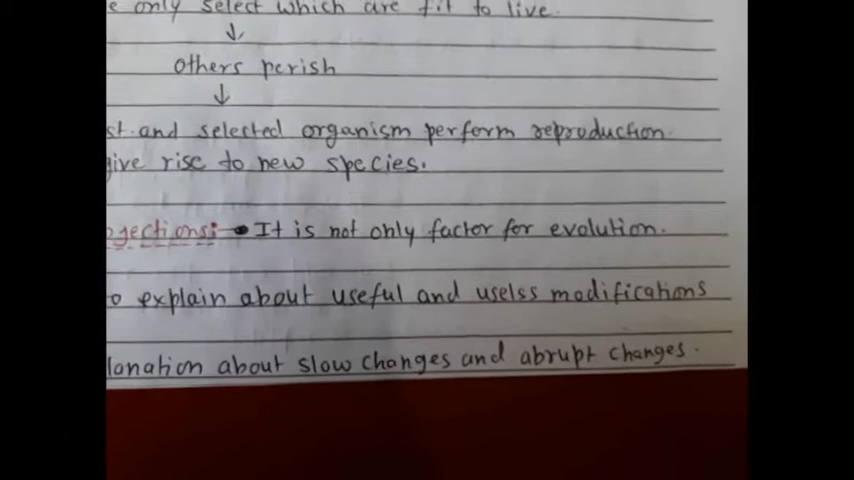 e only select which are fit to live.
↓
Others perish
↓
st and selected organism perform reproduction.
give rise to new species.
ojections:- • It is not only factor for evolution.
o explain about useful and uselss modifications
lanation about slow changes and abrupt changes.